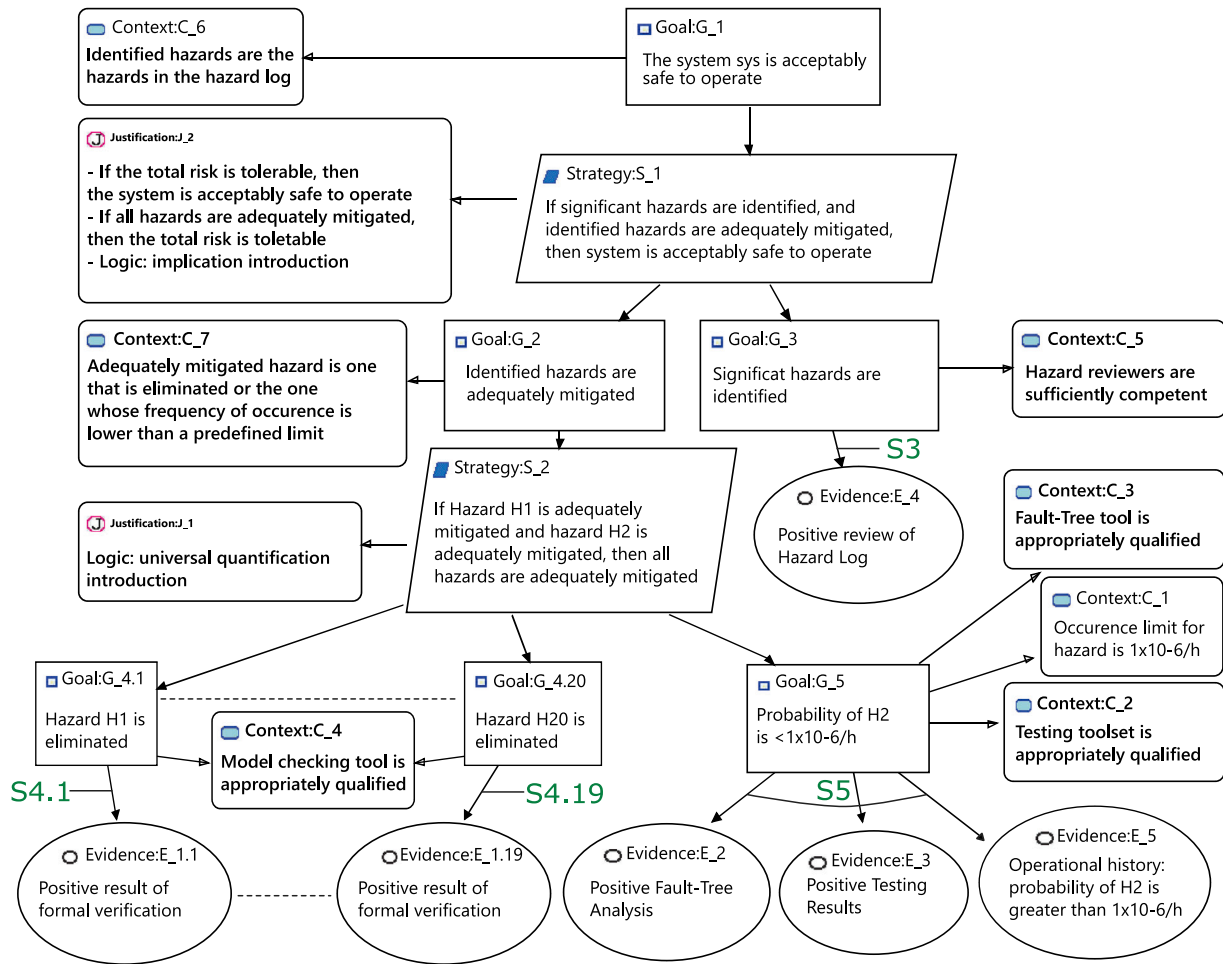 Context:C_6
Identified hazards are the
hazards in the hazard log
Goal:G_1
The system sys is acceptably
safe to operate
J
Justification:J_2
- If the total risk is tolerable, then
the system is acceptably safe to operate
- If all hazards are adequately mitigated,
then the total risk is toletable
- Logic: implication introduction
Strategy:S_1
If significant hazards are identified, and
identified hazards are adequately mitigated,
then system is acceptably safe to operate
Context:C_7
Adequately mitigated hazard is one
that is eliminated or the one
whose frequency of occurence is
lower than a predefined limit
Goal:G_2
Identified hazards are
adequately mitigated
Goal:G_3
Significat hazards are
identified
Context:C_5
Hazard reviewers are
sufficiently competent
S3
Strategy:S_2
If Hazard H1 is adequately
mitigated and hazard H2 is
adequately mitigated, then all
hazards are adequately mitigated
J
Justification:J_1
Logic: universal quantification
introduction
Evidence:E_4
Positive review of
Hazard Log
Context:C_3
Fault-Tree tool is
appropriately qualified
Context:C_1
Occurence limit for
hazard is 1x10-6/h
Context:C_2
Testing toolset is
appropriately qualified
Goal:G_4.1
Hazard H1 is
eliminated
Context:C_4
Model checking tool is
appropriately qualified
Goal:G_4.20
Hazard H20 is
eliminated
Goal:G_5
Probability of H2
is <1x10-6/h
S4.1
S4.19
S5
Evidence:E_1.1
Positive result of
formal verification
Evidence:E_1.19
Positive result of
formal verification
Evidence:E_2
Positive Fault-Tree
Analysis
Evidence:E_3
Positive Testing
Results
Evidence:E_5
Operational history:
probability of H2 is
greater than 1x10-6/h